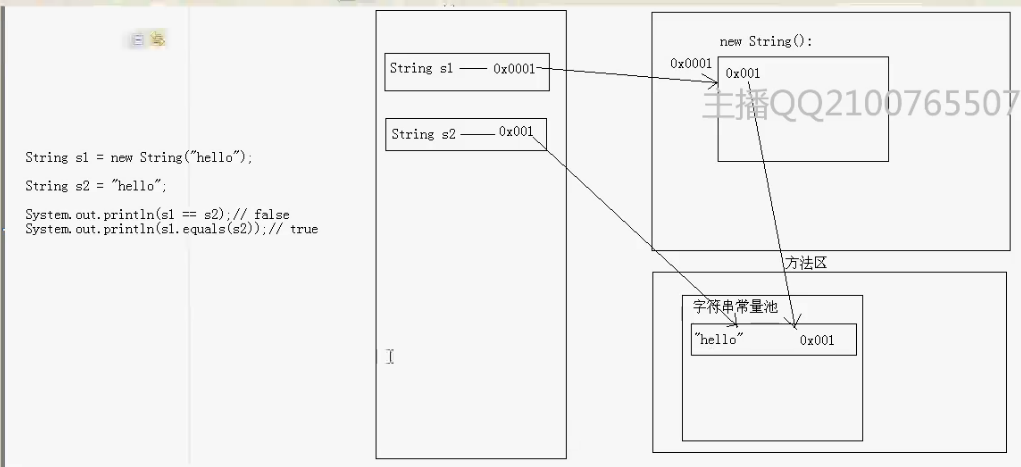 String s1 = new String("hello");
String s2 = "hello";
System.out.println(s1 == s2);// false
System.out.println(s1.equals(s2));// true
String s1 0x0001
String s2 0x001
new String():
0x0001
0x001
主播QQ2100765507
方法区
字符串常量池
"hello" 0x001